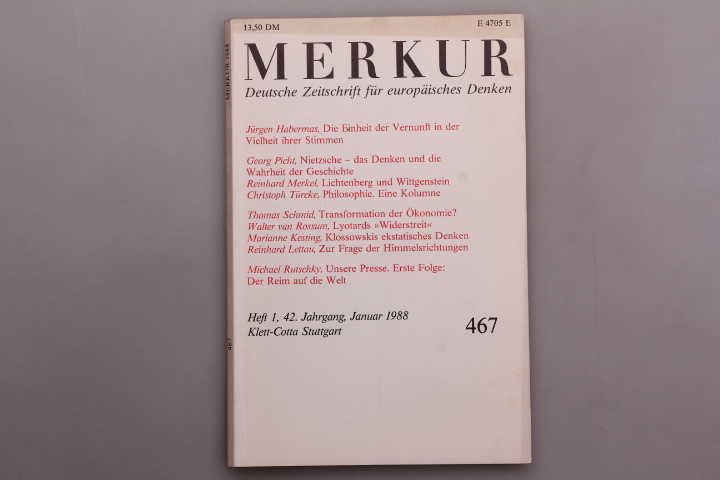 13,50 DM
E 4705 E
MERKUR
Deutsche Zeitschrift für europäisches Denken
Jürgen Habermas, Die Einheit der Vernunft in der
Vielheit ihrer Stimmen
Georg Picht, Nietzsche – das Denken und die
Wahrheit der Geschichte
Reinhard Merkel, Lichtenberg und Wittgenstein
Christoph Türcke, Philosophie. Eine Kolumne
Thomas Schmid, Transformation der Ökonomie?
Walter van Rossum, Lyotards »Widerstreit«
Marianne Kesting, Klossowskis ekstatisches Denken
Reinhard Lettau, Zur Frage der Himmelsrichtungen
Michael Rutschky, Unsere Presse. Erste Folge:
Der Reim auf die Welt
Heft 1, 42. Jahrgang, Januar 1988
Klett-Cotta Stuttgart
467
MERKUR 1988
467